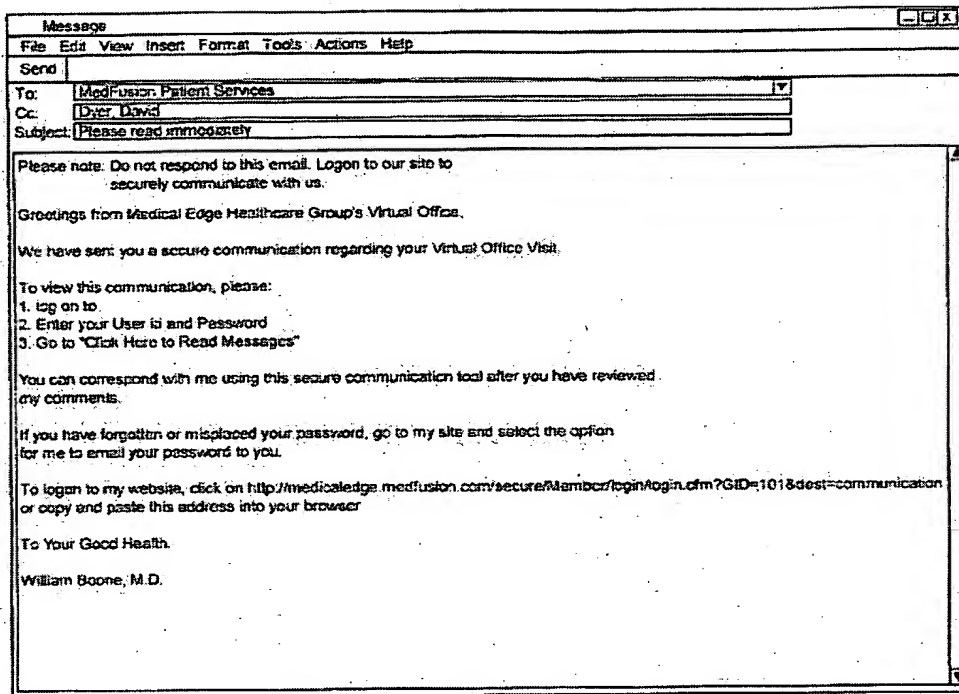 Message
File Edit View Insert Format Tools Actions Help
Send
To: MedFusion Patient Services
Cc: Dyer, David
Subject: Please read immediately
Please note: Do not respond to this email. Logon to our site to
securely communicate with us.
Greetings from Medical Edge Healthcare Group's Virtual Office,
We have sent you a secure communication regarding your Virtual Office Visit.
To view this communication, please:
1. log on to
2. Enter your User id and Password
3. Go to "Click Here to Read Messages"
You can correspond with me using this secure communication tool after you have reviewed
my comments.
If you have forgotten or misplaced your password, go to my site and select the option
for me to email your password to you.
To logon to my website, click on http://medicaledge.medfusion.com/secure/Member/login/login.cfm?GID=101&dest=communication
or copy and paste this address into your browser
To Your Good Health.
William Boone, M.D.